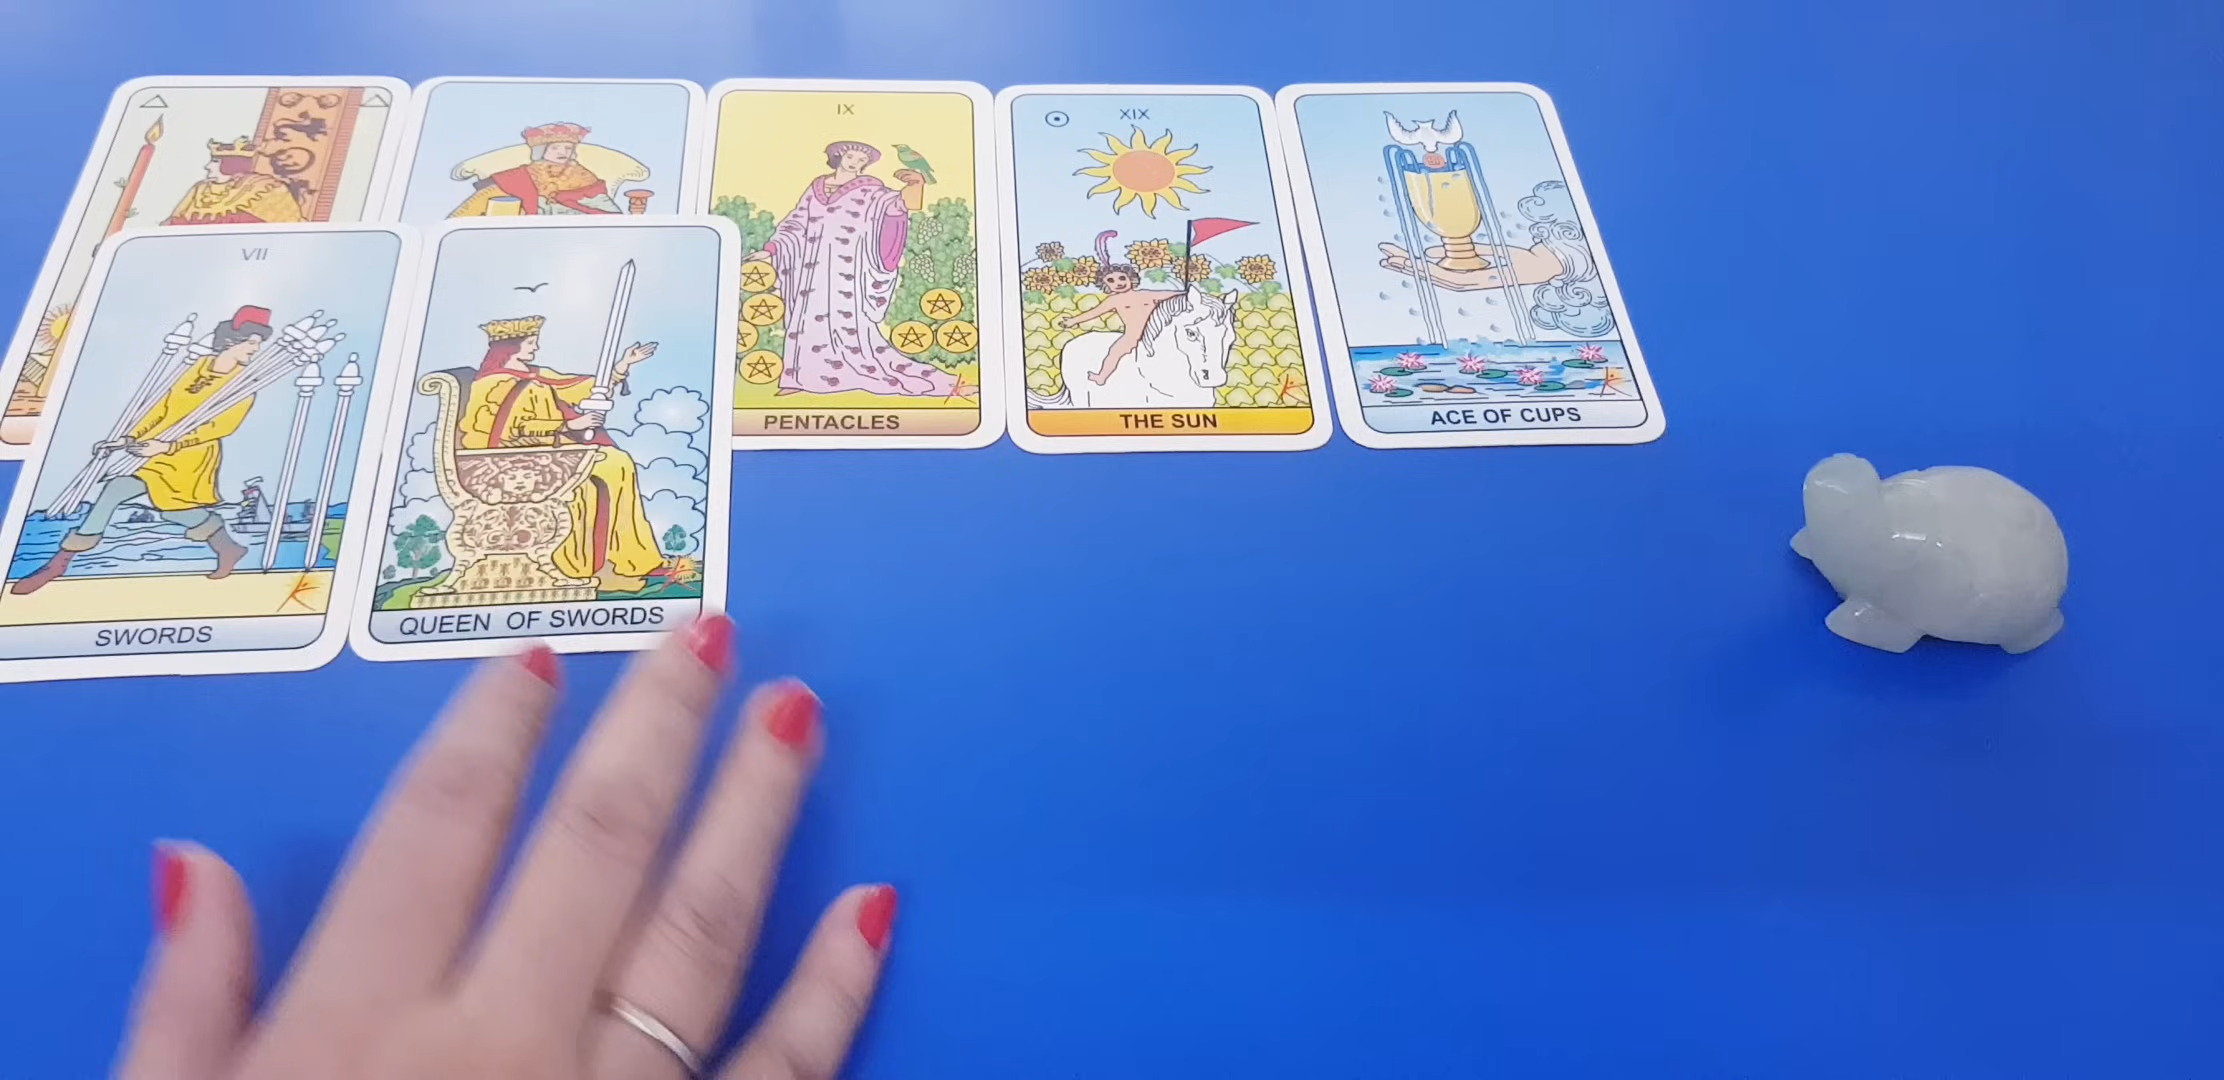 IX
XIX
PENTACLES
THE SUN
ACE OF CUPS
VII
SWORDS
QUEEN OF SWORDS